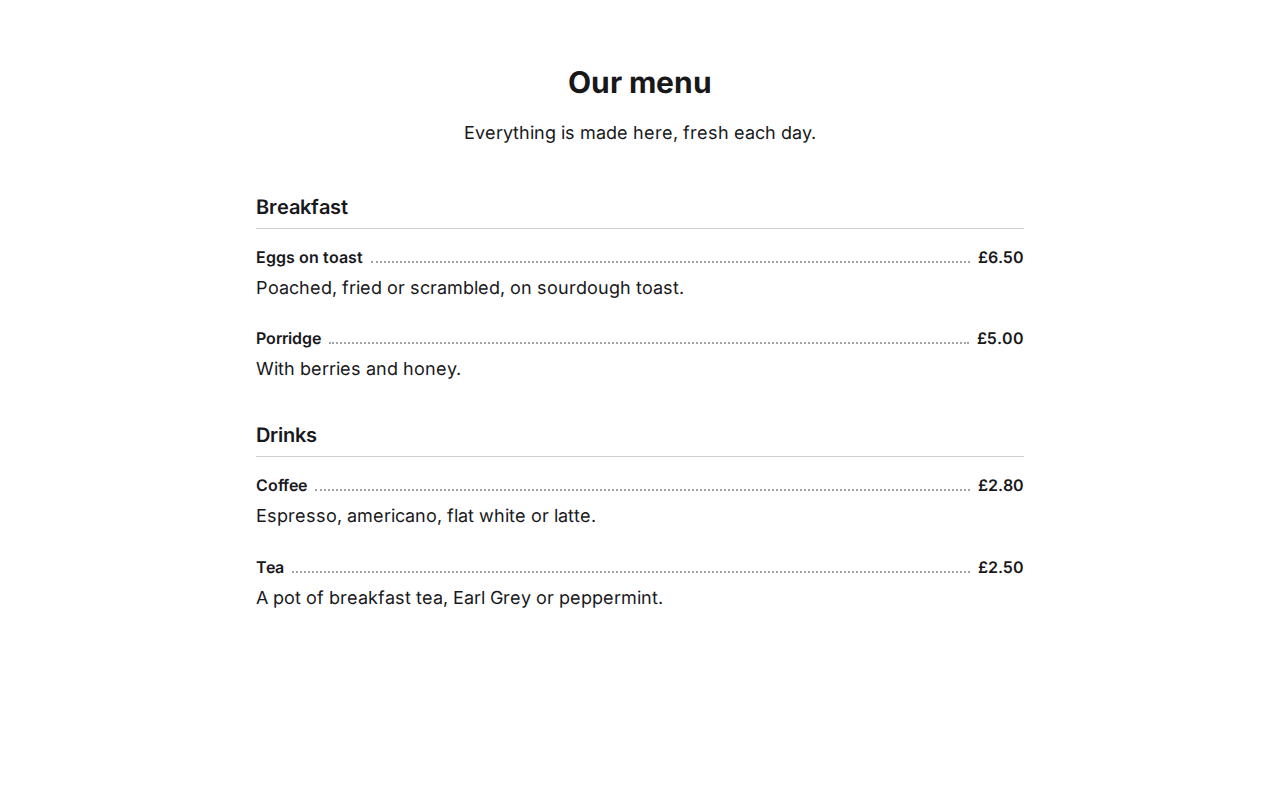 Our menu
Everything is made here, fresh each day.
Breakfast
Eggs on toast £6.50
Poached, fried or scrambled, on sourdough toast.
Porridge £5.00
With berries and honey.
Drinks
Coffee £2.80
Espresso, americano, flat white or latte.
Tea £2.50
A pot of breakfast tea, Earl Grey or peppermint.